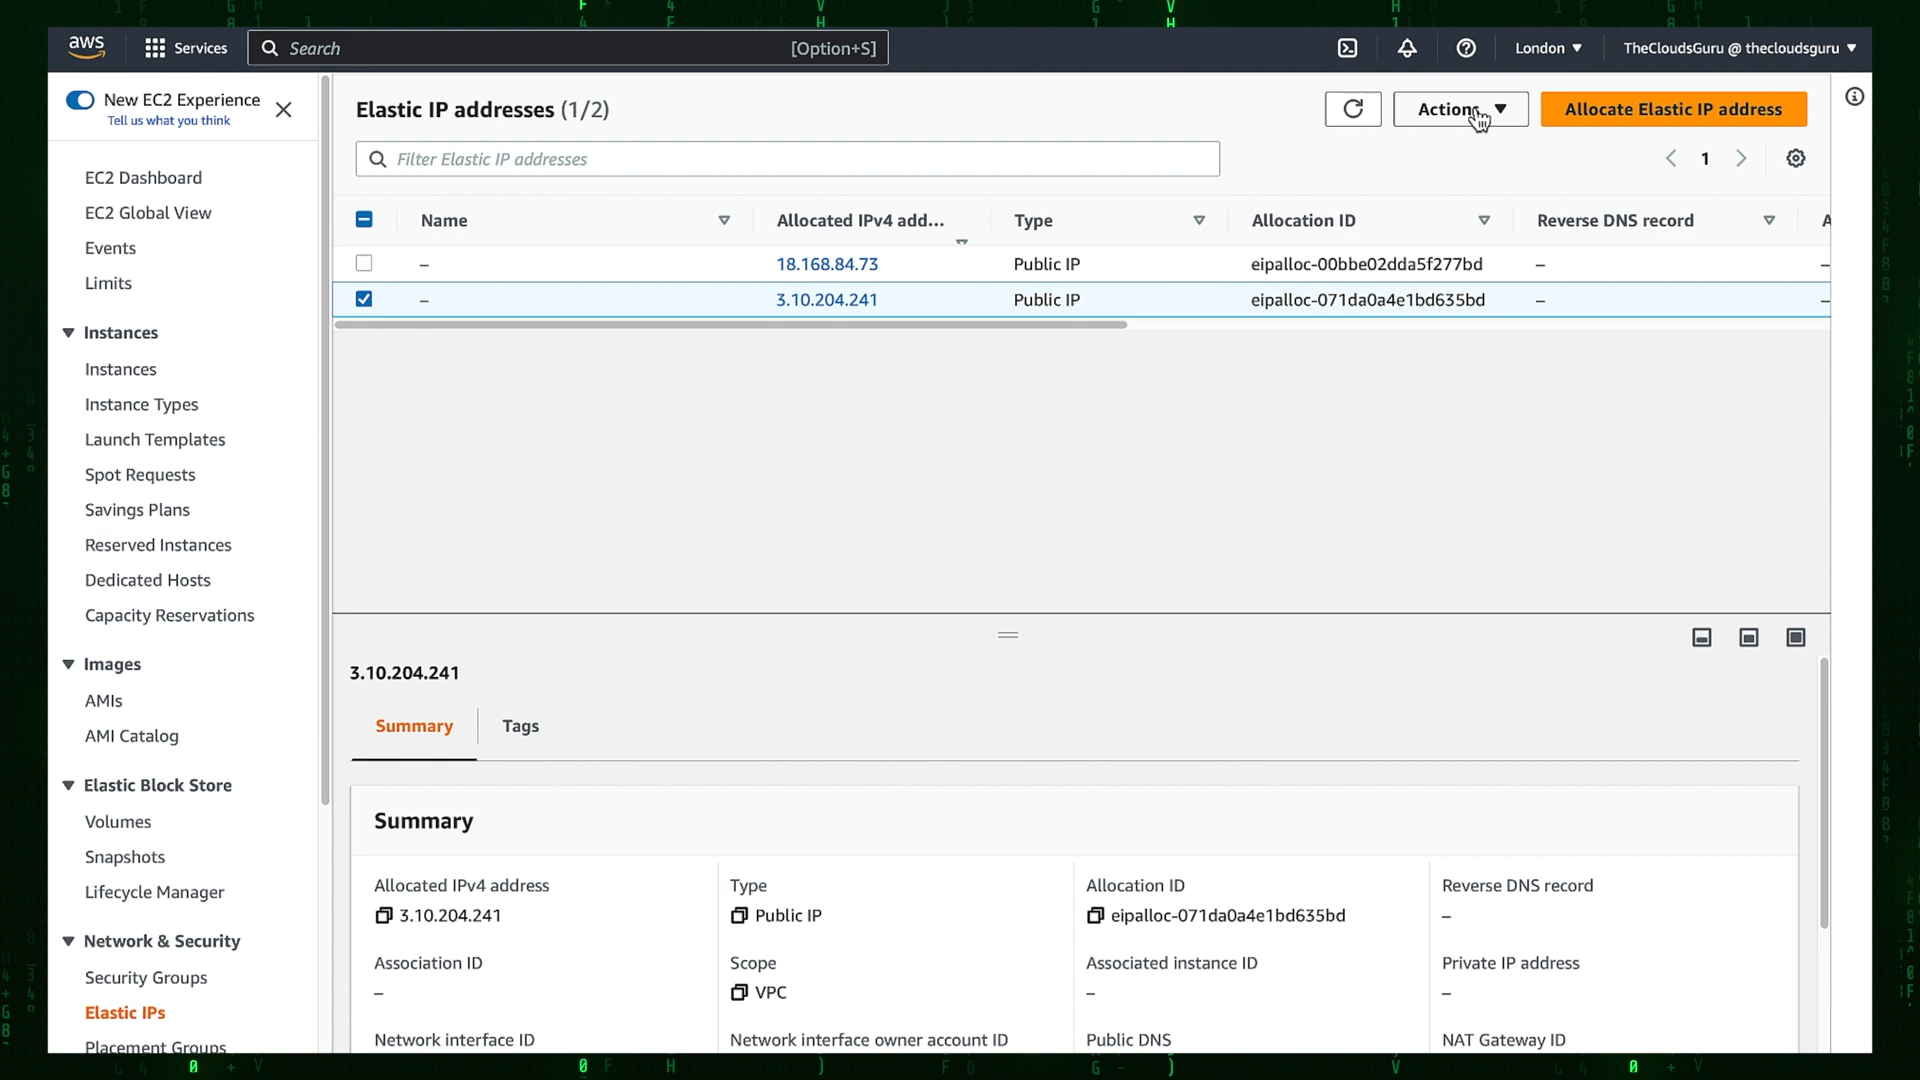 aws
Services
Search
[Option+S]
London
TheCloudsGuru @ thecloudsguru
New EC2 Experience
Tell us what you think
EC2 Dashboard
EC2 Global View
Events
Limits
Instances
Instances
Instance Types
Launch Templates
Spot Requests
Savings Plans
Reserved Instances
Dedicated Hosts
Capacity Reservations
Images
AMIs
AMI Catalog
Elastic Block Store
Volumes
Snapshots
Lifecycle Manager
Network & Security
Security Groups
Elastic IPs
Placement Groups
Elastic IP addresses (1/2)
Actions
Allocate Elastic IP address
Filter Elastic IP addresses
1
Name Allocated IPv4 add... Type Allocation ID Reverse DNS record A
– 18.168.84.73 Public IP eipalloc-00bbe02dda5f277bd – –
– 3.10.204.241 Public IP eipalloc-071da0a4e1bd635bd – –
3.10.204.241
Summary
Tags
Summary
Allocated IPv4 address Type Allocation ID Reverse DNS record
3.10.204.241 Public IP eipalloc-071da0a4e1bd635bd –
Association ID Scope Associated instance ID Private IP address
– VPC – –
Network interface ID Network interface owner account ID Public DNS NAT Gateway ID